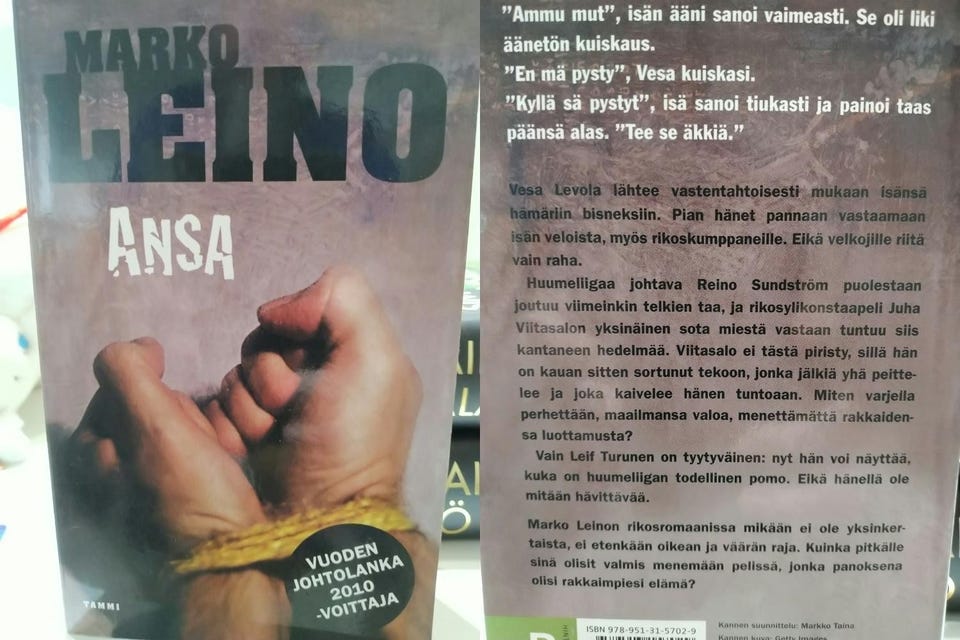 MARKO
LEINO
ANSA
VUODEN
JOHTOLANKA
2010
-VOITTAJA
TAMMI
”Ammu mut”, isän ääni sanoi vaimeasti. Se oli liki
äänetön kuiskaus.
”En mä pysty”, Vesa kuiskasi.
”Kyllä sä pystyt”, isä sanoi tiukasti ja painoi taas
päänsä alas. ”Tee se äkkiä.”
Vesa Levola lähtee vastentahtoisesti mukaan isänsä
hämäriin bisneksiin. Pian hänet pannaan vastaamaan
isän veloista, myös rikoskumppaneille. Eikä velkojille riitä
vain raha.
Huumeliigaa johtava Reino Sundström puolestaan
joutuu viimeinkin telkien taa, ja rikosylikonstaapeli Juha
Viitasalon yksinäinen sota miestä vastaan tuntuu siis
kantaneen hedelmää. Viitasalo ei tästä piristy, sillä hän
on kauan sitten sortunut tekoon, jonka jälkiä yhä peitte-
lee ja joka kaivelee hänen tuntoaan. Miten varjella
perhettään, maailmansa valoa, menettämättä rakkaiden-
sa luottamusta?
Vain Leif Turunen on tyytyväinen: nyt hän voi näyttää,
kuka on huumeliigan todellinen pomo. Eikä hänellä ole
mitään hävittävää.
Marko Leinon rikosromaanissa mikään ei ole yksinker-
taista, ei etenkään oikean ja väärän raja. Kuinka pitkälle
sinä olisit valmis menemään pelissä, jonka panoksena
olisi rakkaimpiesi elämä?
ISBN 978-951-31-5702-9
Kannen suunnittelu: Markko Taina
Kannen kuva: Getty Images